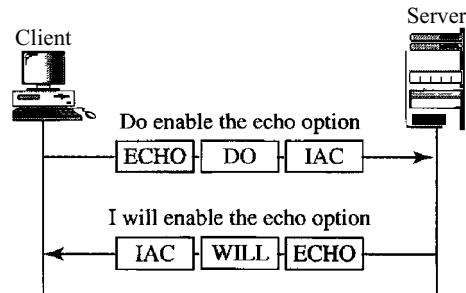 Server
Client
Do enable the echo option
ECHO DO IAC
I will enable the echo option
IAC WILL ECHO